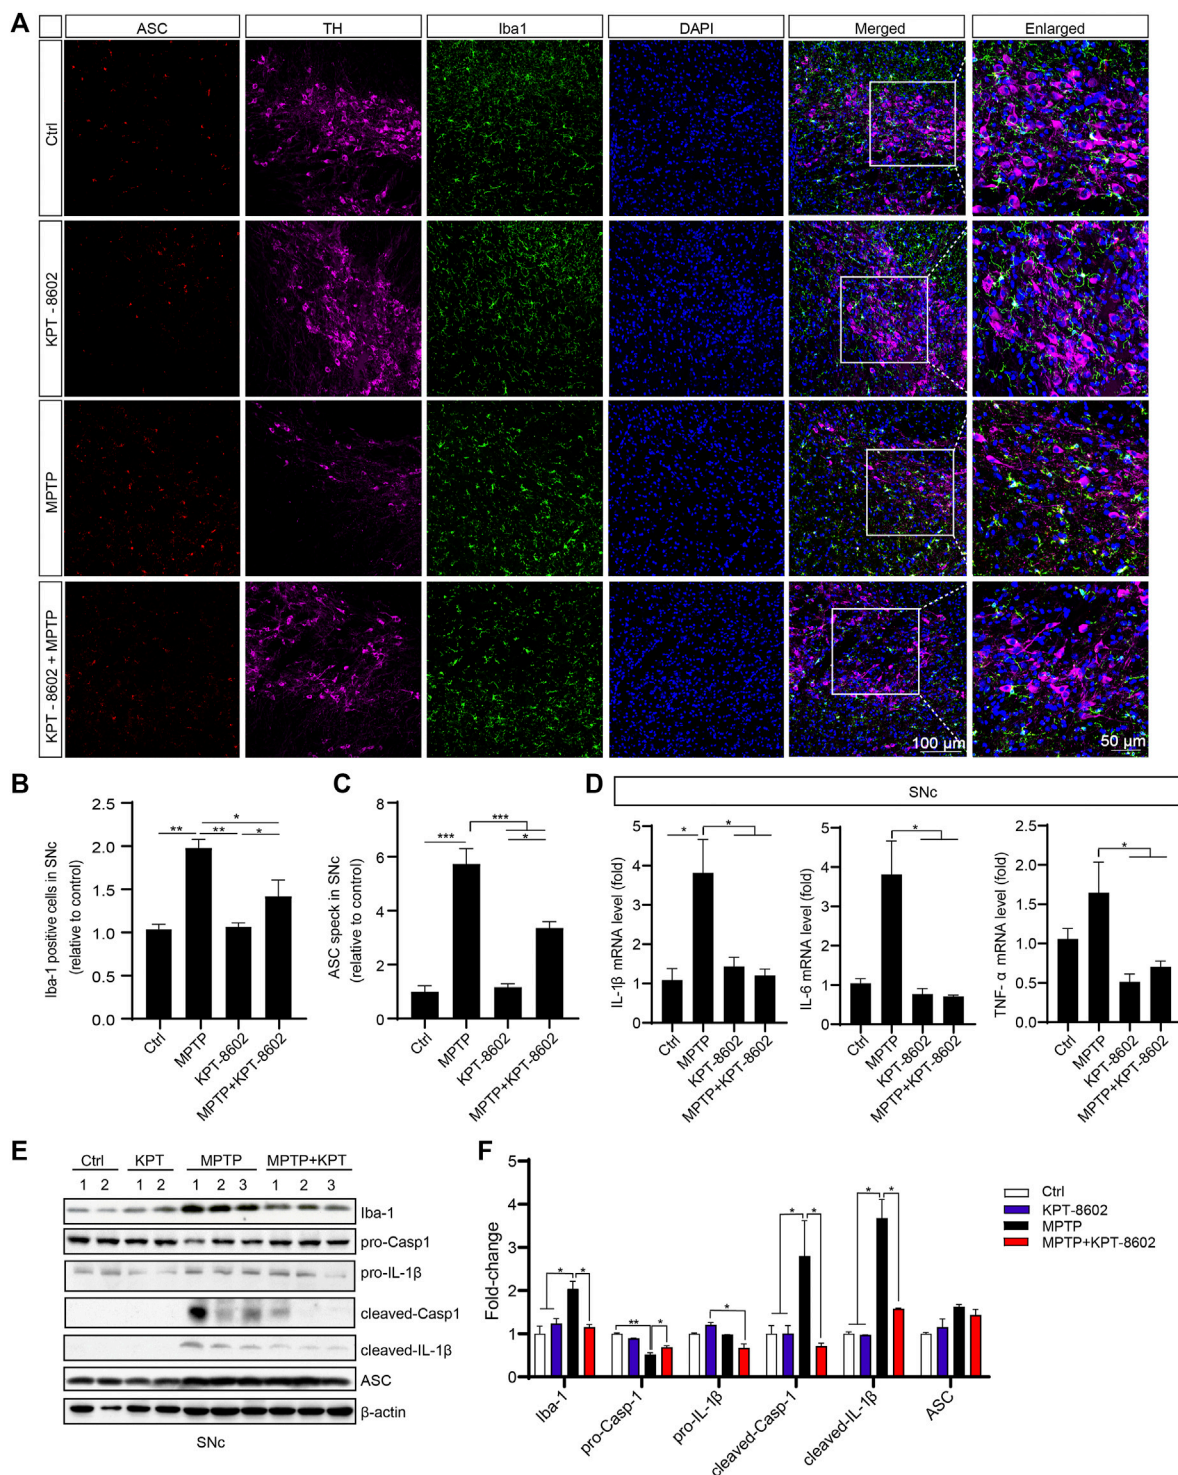 A
ASC TH Iba1 DAPI Merged Enlarged
Ctrl
KPT - 8602
MPTP
KPT - 8602 + MPTP
100 µm
50 µm
B
Iba-1 positive cells in SNc
(relative to control)
2.5
2.0
1.5
1.0
0.5
0.0
** ** * *
Ctrl
MPTP
KPT-8602
MPTP+KPT-8602
C
ASC speck in SNc
(relative to control)
8
6
4
2
0
*** *** *
Ctrl
MPTP
KPT-8602
MPTP+KPT-8602
D
SNc
IL-1β mRNA level (fold)
5
4
3
2
1
0
* *
Ctrl
MPTP
KPT-8602
MPTP+KPT-8602
IL-6 mRNA level (fold)
5
4
3
2
1
0
*
Ctrl
MPTP
KPT-8602
MPTP+KPT-8602
TNF- α mRNA level (fold)
2.5
2.0
1.5
1.0
0.5
0.0
*
Ctrl
MPTP
KPT-8602
MPTP+KPT-8602
E
Ctrl KPT MPTP MPTP+KPT
1 2 1 2 1 2 3 1 2 3
Iba-1
pro-Casp1
pro-IL-1β
cleaved-Casp1
cleaved-IL-1β
ASC
β-actin
SNc
F
Fold-change
5
4
3
2
1
0
* * ** * * * * * *
Iba-1
pro-Casp-1
pro-IL-1β
cleaved-Casp-1
cleaved-IL-1β
ASC
Ctrl
KPT-8602
MPTP
MPTP+KPT-8602